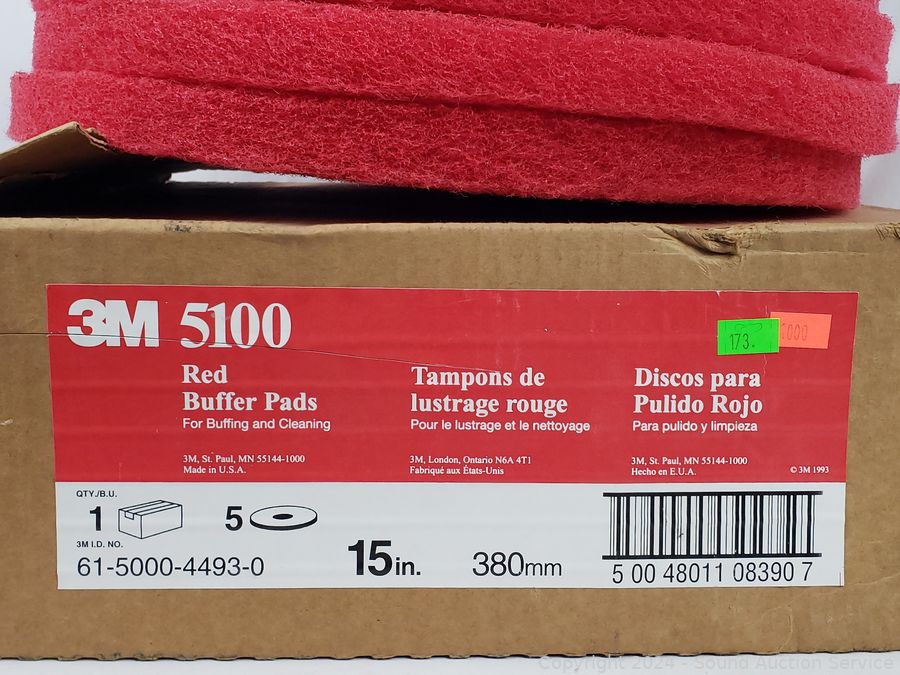 3M 5100
173.
:000
Red
Buffer Pads
For Buffing and Cleaning
3M, St. Paul, MN 55144-1000
Made in U.S.A.
Tampons de
lustrage rouge
Pour le lustrage et le nettoyage
3M, London, Ontario N6A 4T1
Fabriqué aux États-Unis
Discos para
Pulido Rojo
Para pulido y limpieza
3M, St. Paul, MN 55144-1000
Hecho en E.U.A.
© 3M 1993
QTY./B.U.
1
5
3M I.D. NO.
61-5000-4493-0
15in.
380mm
5 00 48011 08390 7
Copyright 2024 - Sound Auction Service